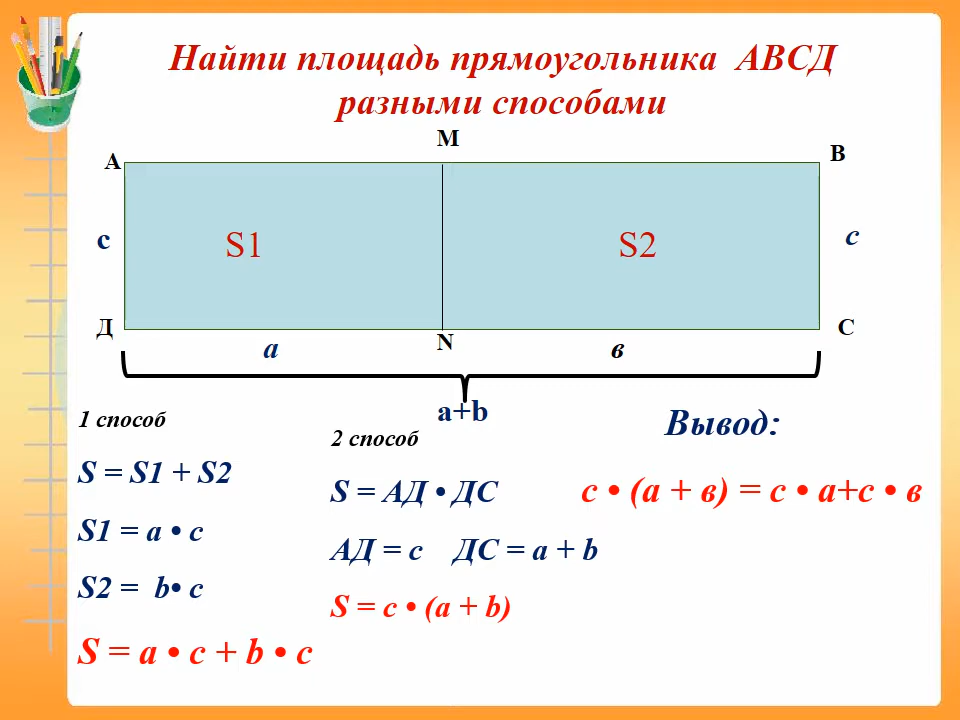 Найти площадь прямоугольника АВСД
разными способами
М
А
В
с
S1
S2
с
Д
N
С
а
в
a+b
1 способ
S = S1 + S2
S1 = a • c
S2 = b• c
S = a • c + b • c
2 способ
S = АД • ДС
АД = c ДС = a + b
S = c • (a + b)
Вывод:
с • (а + в) = с • а+с • в